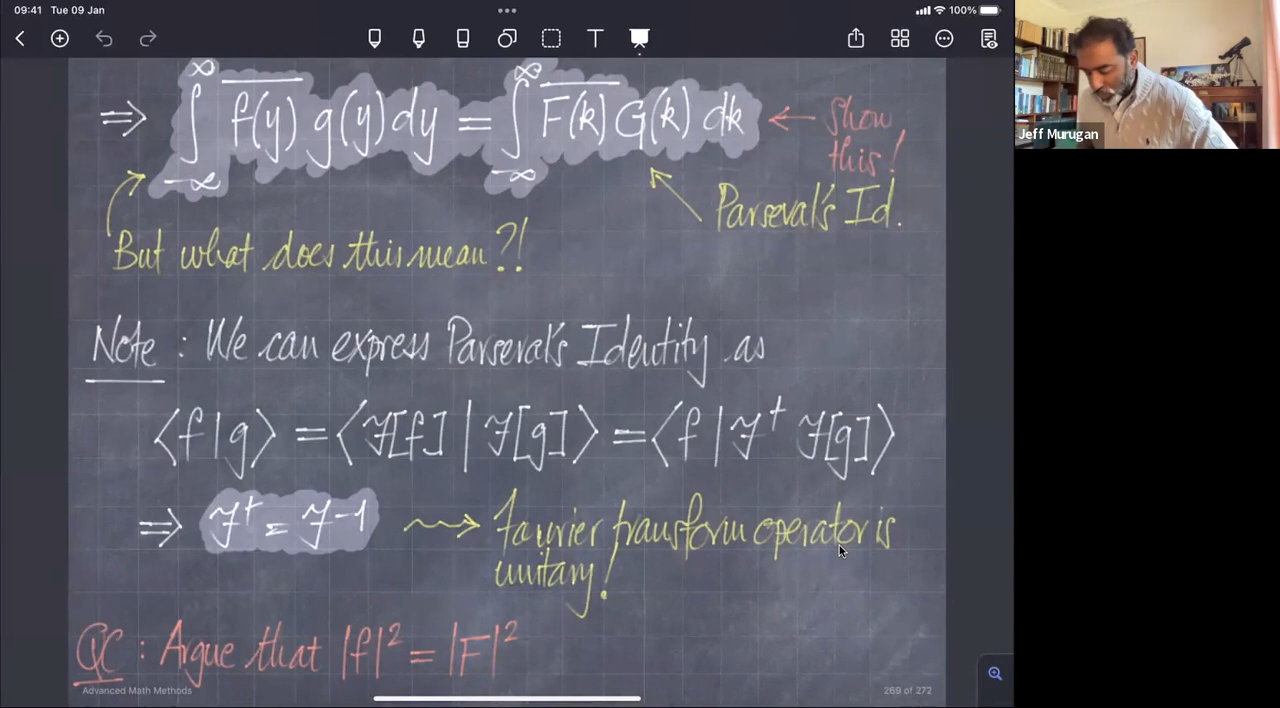 09:41 Tue 09 Jan
100%
Jeff Murugan
⇒ ∫_{-∞}^{∞} \overline{f(y)} g(y) dy = ∫_{-∞}^{∞} \overline{F(k)} G(k) dk ← Show
this!
Parseval's Id.
But what does this mean?!
Note : We can express Parseval's Identity as
⟨f|g⟩ = ⟨ℱ[f] | ℱ[g]⟩ = ⟨f | ℱ† ℱ[g]⟩
⇒ ℱ† = ℱ⁻¹ ⇝ Fourier transform operator is
unitary!
QC : Argue that |f|² = |F|²
Advanced Math Methods
269 of 272